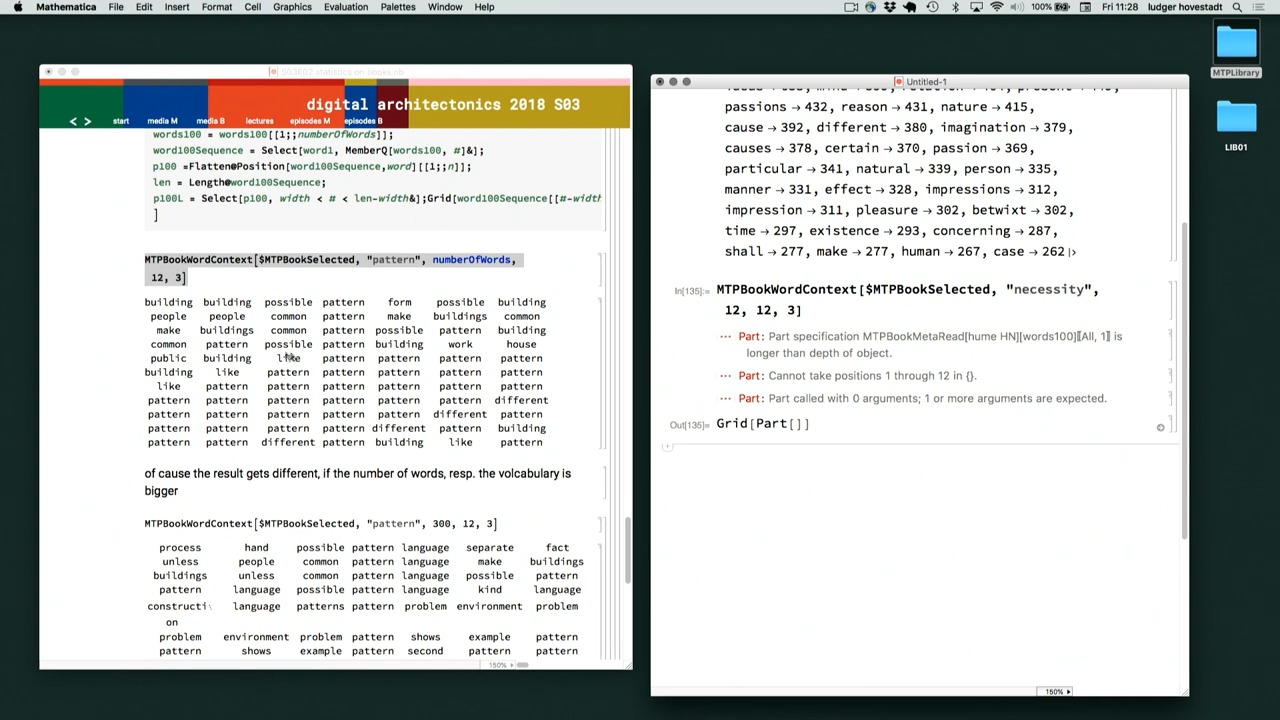 Mathematica File Edit Insert Format Cell Graphics Evaluation Palettes Window Help
100% Fri 11:28 ludger hovestadt
MTPLibrary
LIB01
S03E02 statistics on books.nb
digital architectonics 2018 S03
< > start media M media B lectures episodes M episodes B
words100 = words100[[1;;numberOfWords]];
word100Sequence = Select[word1, MemberQ[words100, #]&];
p100 =Flatten@Position[word100Sequence,word][[1;;n]];
len = Length@word100Sequence;
p100L = Select[p100, width < # < len-width&];Grid[word100Sequence[[#-width
]
MTPBookWordContext[$MTPBookSelected, "pattern", numberOfWords,
12, 3]
building building possible pattern form possible building
people people common pattern make buildings common
make buildings common pattern possible pattern building
common pattern possible pattern building work house
public building like pattern pattern pattern pattern
building like pattern pattern pattern pattern pattern
like pattern pattern pattern pattern pattern pattern
pattern pattern pattern pattern pattern pattern different
pattern pattern pattern pattern pattern different pattern
pattern pattern pattern pattern different pattern building
pattern pattern different pattern building like pattern
of cause the result gets different, if the number of words, resp. the volcabulary is
bigger
MTPBookWordContext[$MTPBookSelected, "pattern", 300, 12, 3]
process hand possible pattern language separate fact
unless people common pattern language make buildings
buildings unless common pattern language possible pattern
pattern language possible pattern language kind language
constructi\ language patterns pattern problem environment problem
on
problem environment problem pattern shows example pattern
pattern shows example pattern second pattern pattern
150%
Untitled-1
passions → 432, reason → 431, nature → 415,
cause → 392, different → 380, imagination → 379,
causes → 378, certain → 370, passion → 369,
particular → 341, natural → 339, person → 335,
manner → 331, effect → 328, impressions → 312,
impression → 311, pleasure → 302, betwixt → 302,
time → 297, existence → 293, concerning → 287,
shall → 277, make → 277, human → 267, case → 262|>
In[135]:= MTPBookWordContext[$MTPBookSelected, "necessity",
12, 12, 3]
Part: Part specification MTPBookMetaRead[hume HN][words100][[All, 1]] is
longer than depth of object.
Part: Cannot take positions 1 through 12 in {}.
Part: Part called with 0 arguments; 1 or more arguments are expected.
Out[135]= Grid[Part[]]
150%